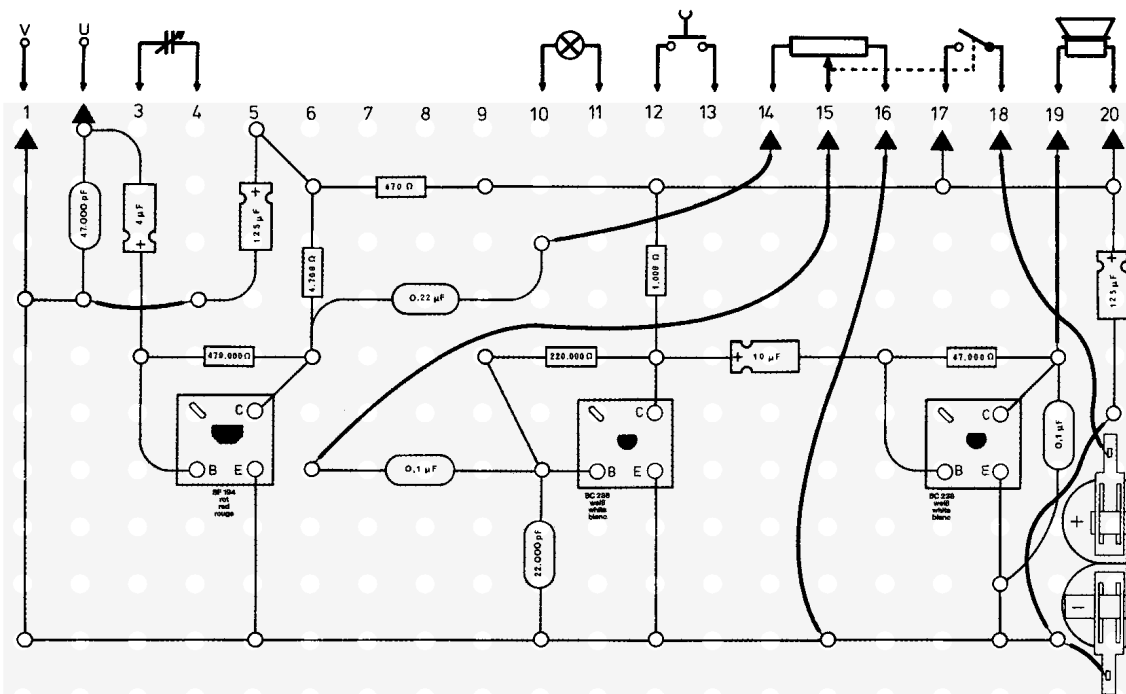 V U
1 3 4 5 6 7 8 9 10 11 12 13 14 15 16 17 18 19 20
470 Ω
47.000 pF
4 µF
+
125 µF
+
4.700 Ω
1.000 Ω
125 µF
+
0,22 µF
470.000 Ω
220.000 Ω
+ 10 µF
47.000 Ω
C
B E
BF 194
rot
red
rouge
0,1 µF
22.000 pF
C
B E
BC 238
weiß
white
blanc
C
B E
BC 238
weiß
white
blanc
0,1 µF
+
−